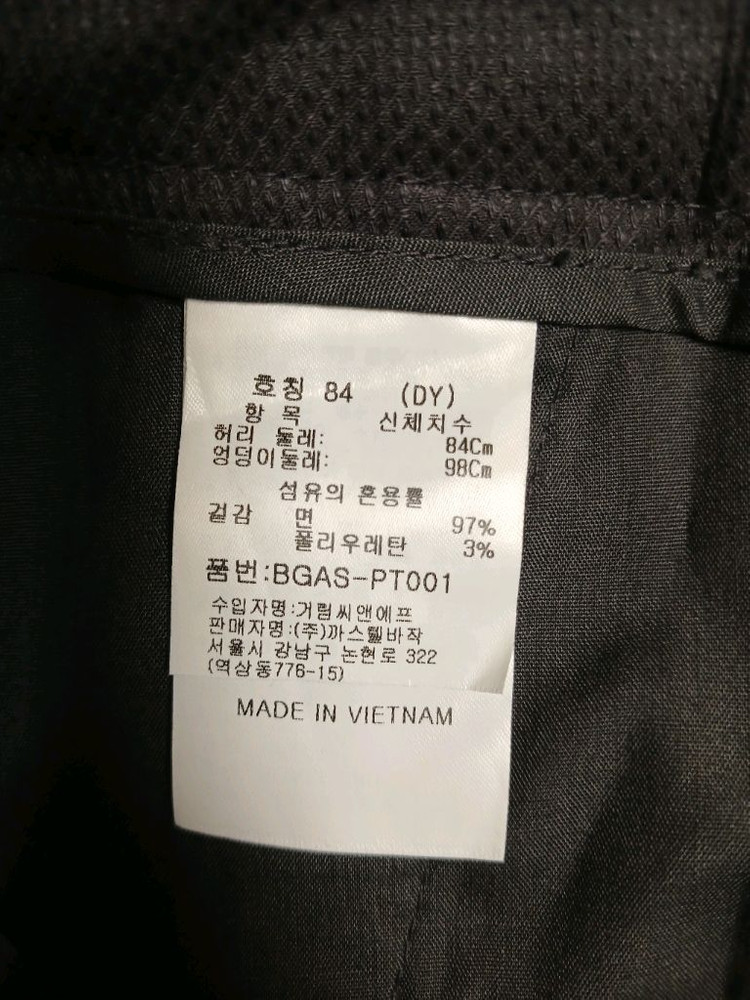 호칭 84 (DY)
항 목 신체치수
허리 둘레: 84Cm
엉덩이둘레: 98Cm
섬유의 혼용률
겉감 면 97%
폴리우레탄 3%
품번:BGAS-PT001
수입자명:거림씨앤에프
판매자명:(주)까스텔바작
서울시 강남구 논현로 322
(역삼동776-15)
MADE IN VIETNAM